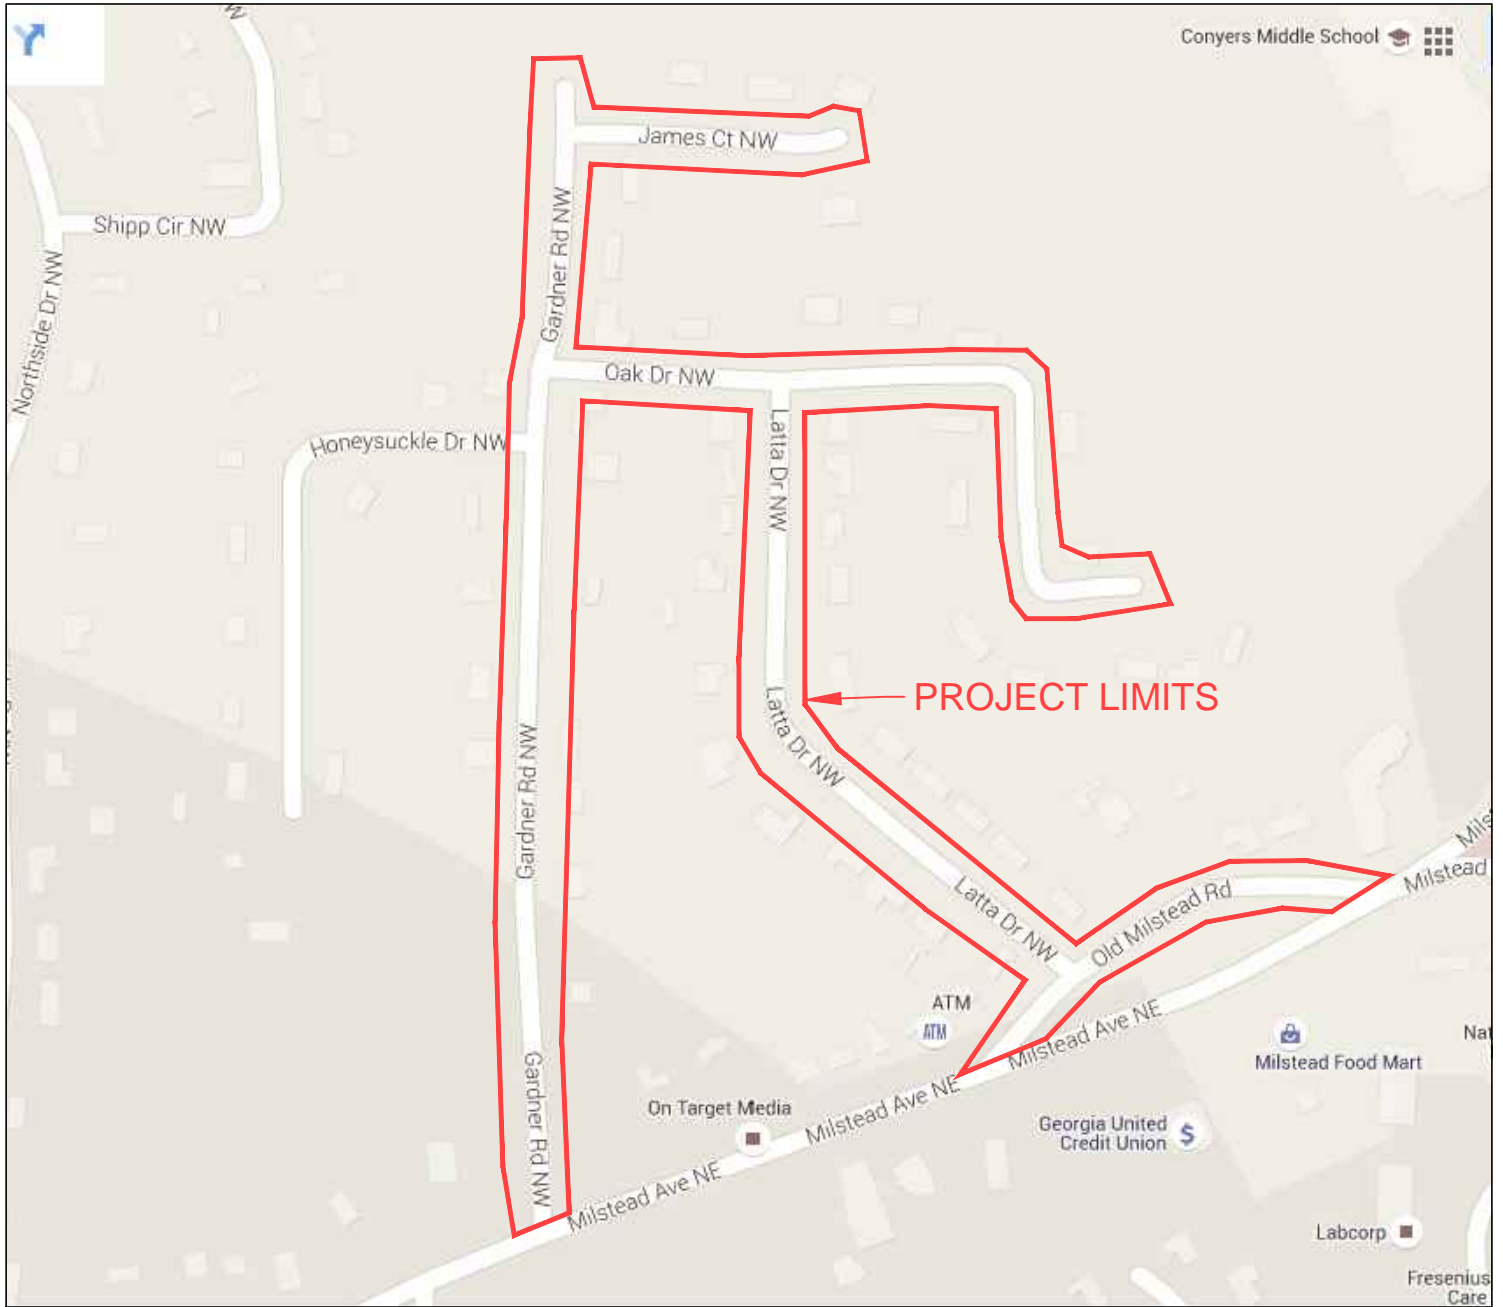 Conyers Middle School
James Ct NW
Shipp Cir NW
Gardner Rd NW
Northside Dr NW
Oak Dr NW
Honeysuckle Dr NW
Latta Dr NW
PROJECT LIMITS
Latta Dr NW
Gardner Rd NW
Milstead
Latta Dr NW
Old Milstead Rd
ATM
ATM
Milstead Ave NE
Milstead Food Mart
Gardner Rd NW
On Target Media
Milstead Ave NE
Georgia United
Credit Union
$
Milstead Ave NE
Labcorp
Fresenius
Care